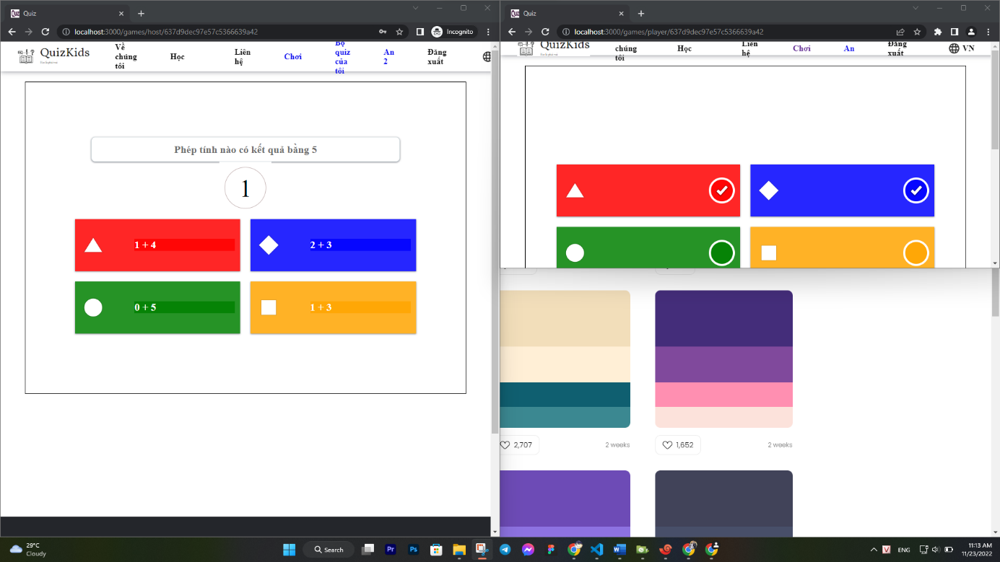 Quiz
localhost:3000/games/host/637d9dec97e57c5366639a42
Incognito
QuizKids
Về chúng tôi
Học
Liên hệ
Chơi
Bộ quiz của tôi
An 2
Đăng xuất
Phép tính nào có kết quả bằng 5
1
1 + 4
2 + 3
0 + 5
1 + 3
Quiz
localhost:3000/games/player/637d9dec97e57c5366639a42
QuizKids
chúng tôi
Học
Liên hệ
Chơi
An
Đăng xuất
VN
2,707
2 weeks
1,652
2 weeks
29°C
Cloudy
Search
Pr
Ps
V
ENG
11:13 AM
11/23/2022